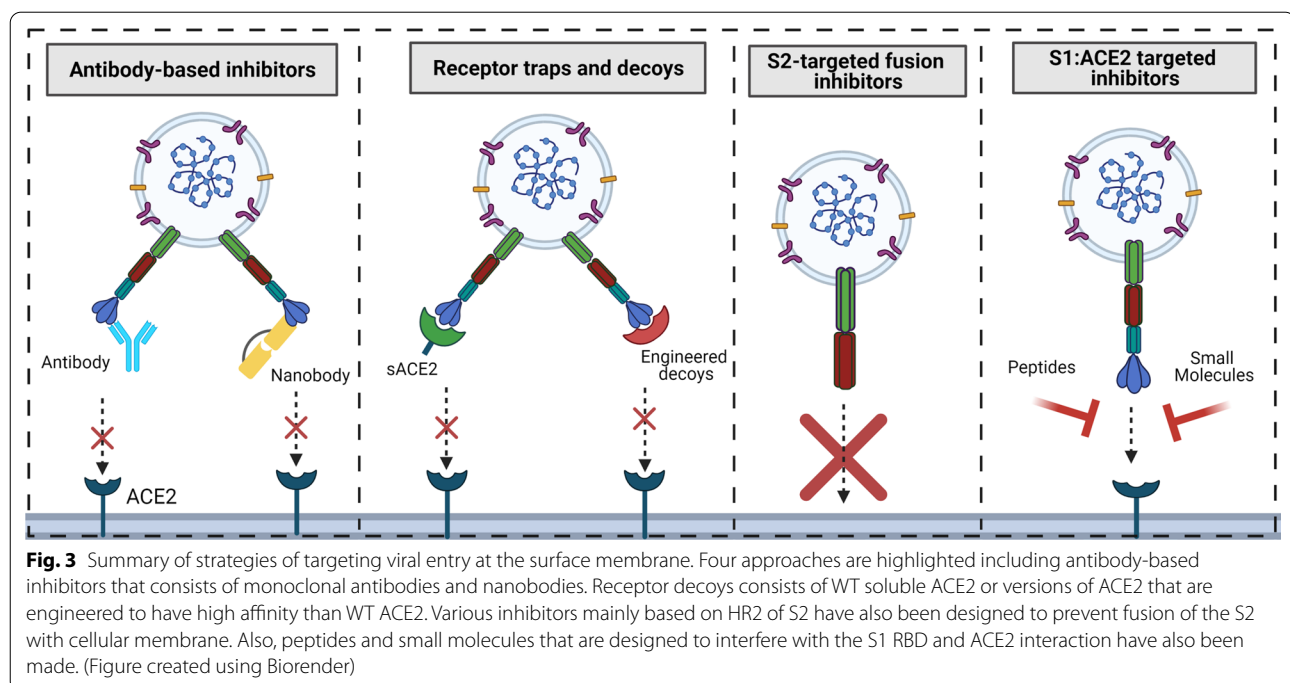 Antibody-based inhibitors
Receptor traps and decoys
S2-targeted fusion
inhibitors
S1:ACE2 targeted
inhibitors
Antibody
Nanobody
ACE2
sACE2
Engineered
decoys
Peptides
Small
Molecules
Fig. 3 Summary of strategies of targeting viral entry at the surface membrane. Four approaches are highlighted including antibody-based
inhibitors that consists of monoclonal antibodies and nanobodies. Receptor decoys consists of WT soluble ACE2 or versions of ACE2 that are
engineered to have high affinity than WT ACE2. Various inhibitors mainly based on HR2 of S2 have also been designed to prevent fusion of the S2
with cellular membrane. Also, peptides and small molecules that are designed to interfere with the S1 RBD and ACE2 interaction have also been
made. (Figure created using Biorender)